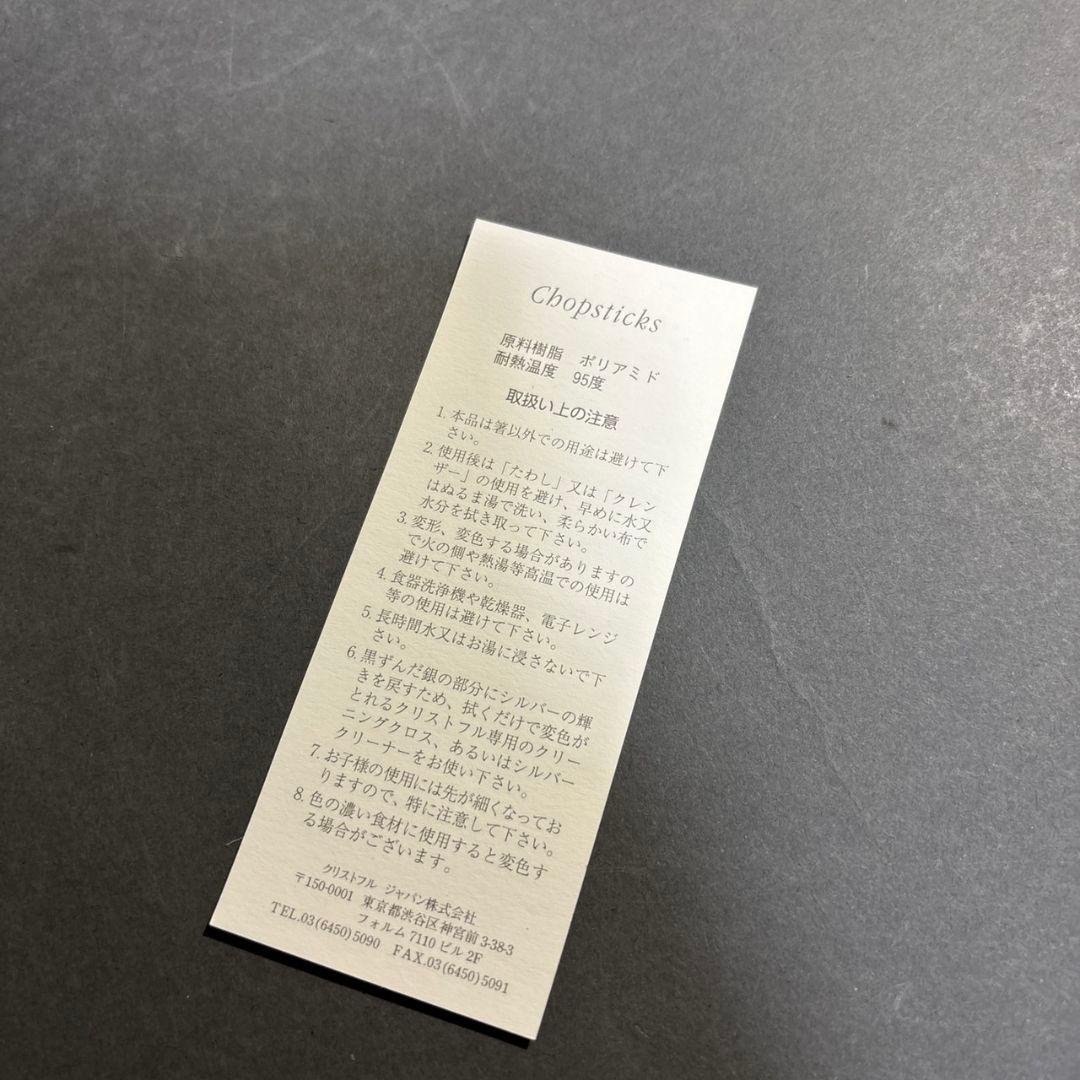 Chopsticks
原料樹脂　ポリアミド
耐熱温度　95度
取扱い上の注意
1. 本品は箸以外での用途は避けて下
さい。
2. 使用後は「たわし」又は「クレン
ザー」の使用を避け、早めに水又
はぬるま湯で洗い、柔らかい布で
水分を拭き取って下さい。
3. 変形、変色する場合がありますの
で火の側や熱湯等高温での使用は
避けて下さい。
4. 食器洗浄機や乾燥器、電子レンジ
等の使用は避けて下さい。
5. 長時間水又はお湯に浸さないで下
さい。
6. 黒ずんだ銀の部分にシルバーの輝
きを戻すため、拭くだけで変色が
とれるクリストフル専用のクリー
ニングクロス、あるいはシルバー
クリーナーをお使い下さい。
7. お子様の使用には先が細くなってお
りますので、特に注意して下さい。
8. 色の濃い食材に使用すると変色す
る場合がございます。
クリストフル　ジャパン株式会社
〒150-0001　東京都渋谷区神宮前 3-38-3
フォルム 7110 ビル 2F
TEL.03(6450)5090　FAX.03(6450)5091